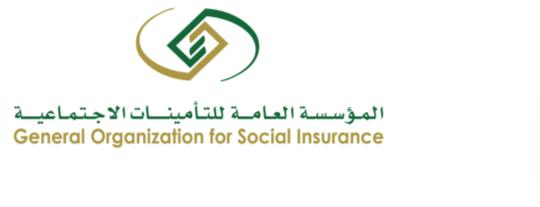 المؤسسة العامة للتأمينات الاجتماعية
General Organization for Social Insurance